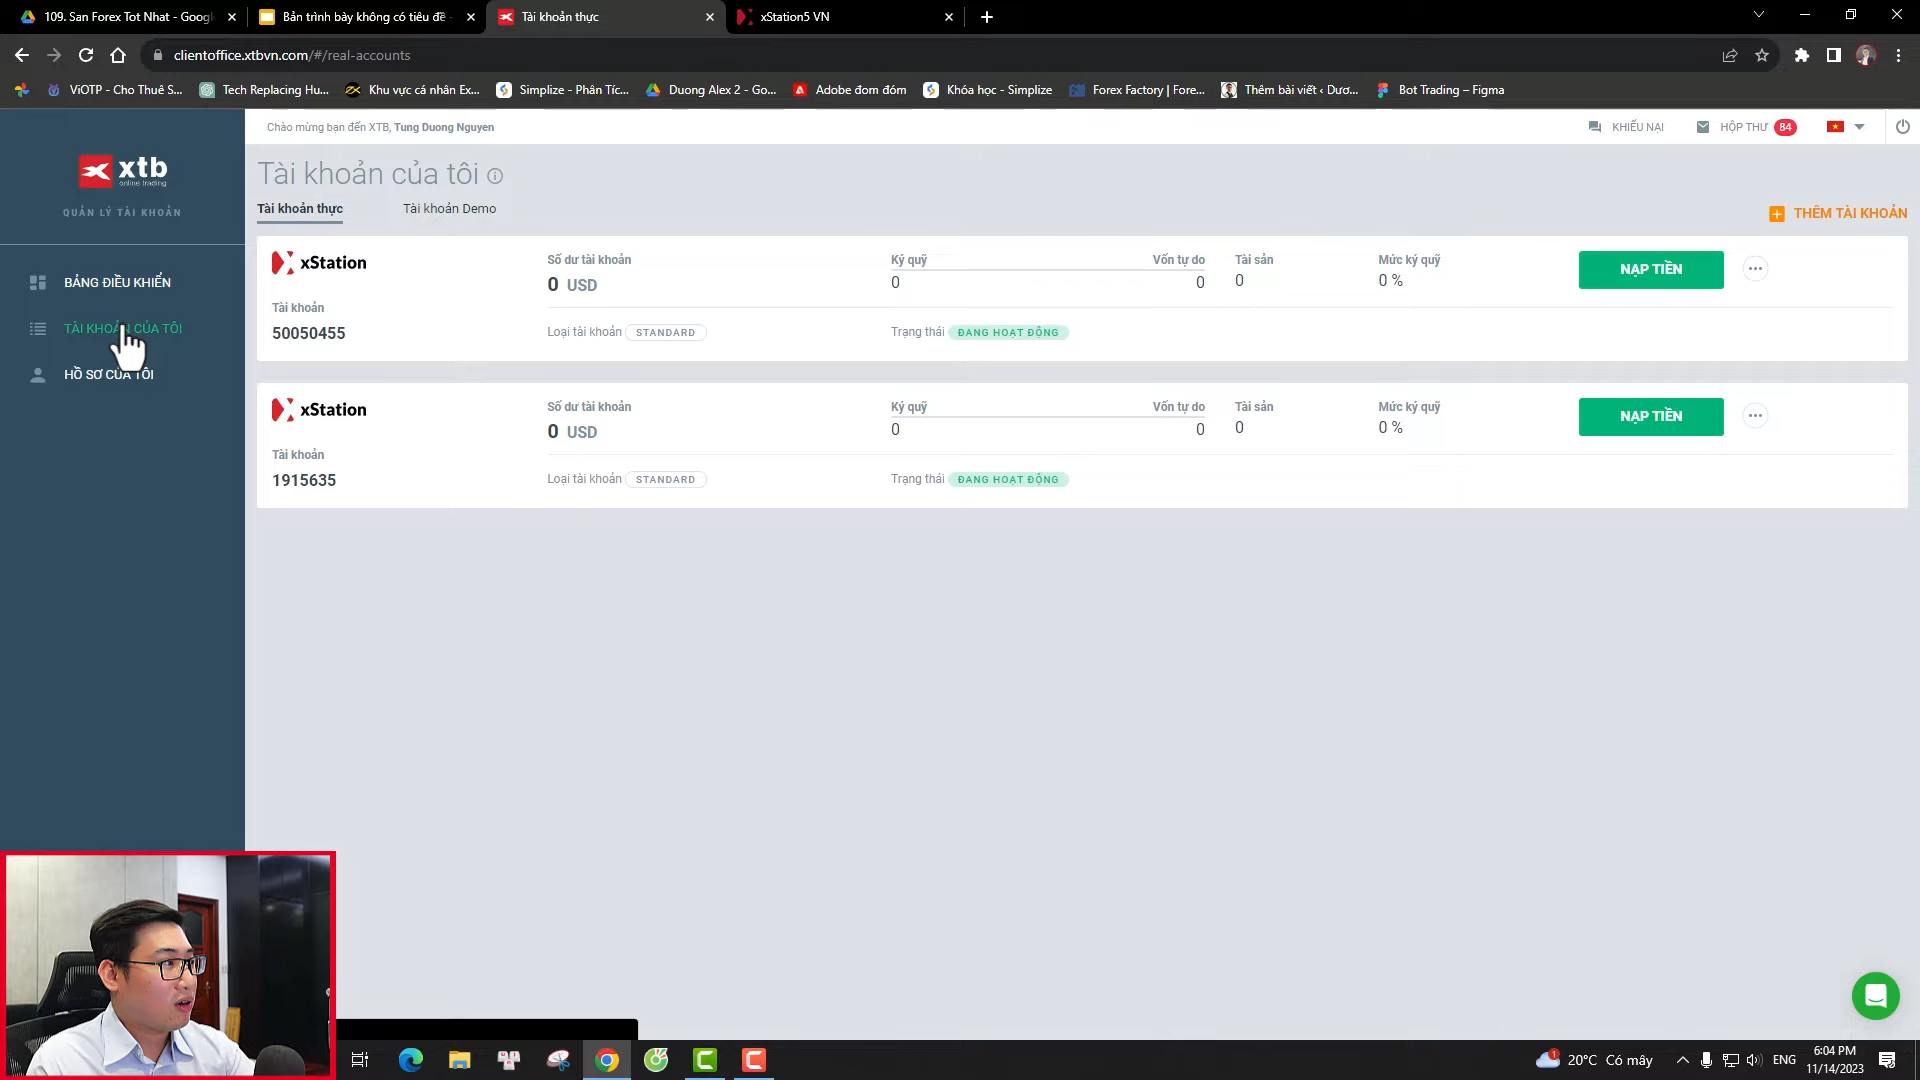 109. San Forex Tot Nhat - Googl
Bản trình bày không có tiêu đề -
Tài khoản thực
xStation5 VN
clientoffice.xtbvn.com/#/real-accounts
ViOTP - Cho Thuê S...
Tech Replacing Hu...
Khu vực cá nhân Ex...
Simplize - Phân Tíc...
Duong Alex 2 - Go...
Adobe đom đóm
Khóa học - Simplize
Forex Factory | Fore...
Thêm bài viết ‹ Dươ...
Bot Trading – Figma
Chào mừng bạn đến XTB, Tung Duong Nguyen
KHIẾU NẠI
HỘP THƯ 84
xtb
online trading
QUẢN LÝ TÀI KHOẢN
BẢNG ĐIỀU KHIỂN
TÀI KHOẢN CỦA TÔI
HỒ SƠ CỦA TÔI
Tài khoản của tôi
Tài khoản thực
Tài khoản Demo
THÊM TÀI KHOẢN
xStation
Số dư tài khoản
Ký quỹ
Vốn tự do
Tài sản
Mức ký quỹ
0 USD
0
0
0
0 %
NẠP TIỀN
Tài khoản
50050455
Loại tài khoản STANDARD
Trạng thái ĐANG HOẠT ĐỘNG
xStation
Số dư tài khoản
Ký quỹ
Vốn tự do
Tài sản
Mức ký quỹ
0 USD
0
0
0
0 %
NẠP TIỀN
Tài khoản
1915635
Loại tài khoản STANDARD
Trạng thái ĐANG HOẠT ĐỘNG
1
20°C Có mây
ENG
6:04 PM
11/14/2023